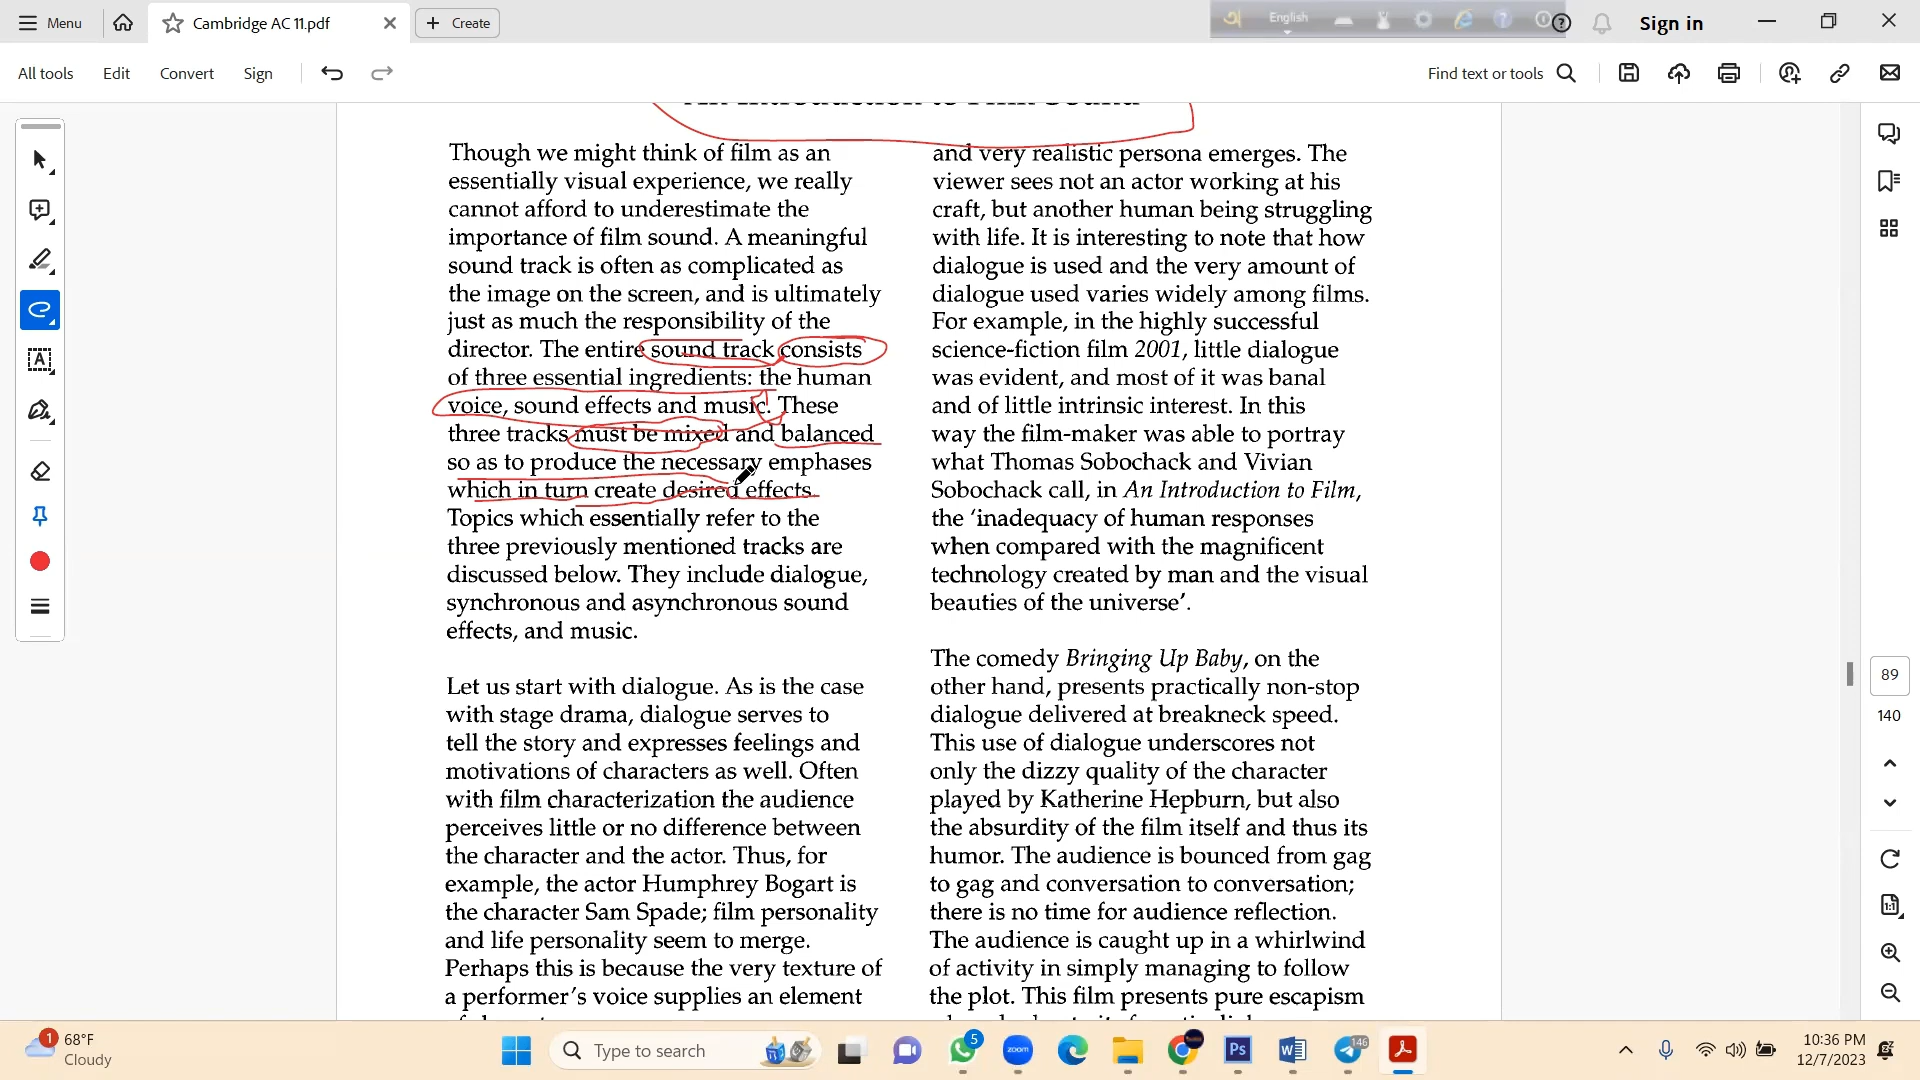 Menu
Cambridge AC 11.pdf
Create
English
Sign in
All tools
Edit
Convert
Sign
Find text or tools
An Introduction to Film Sound
Though we might think of film as an
essentially visual experience, we really
cannot afford to underestimate the
importance of film sound. A meaningful
sound track is often as complicated as
the image on the screen, and is ultimately
just as much the responsibility of the
director. The entire sound track consists
of three essential ingredients: the human
voice, sound effects and music. These
three tracks must be mixed and balanced
so as to produce the necessary emphases
which in turn create desired effects.
Topics which essentially refer to the
three previously mentioned tracks are
discussed below. They include dialogue,
synchronous and asynchronous sound
effects, and music.
Let us start with dialogue. As is the case
with stage drama, dialogue serves to
tell the story and expresses feelings and
motivations of characters as well. Often
with film characterization the audience
perceives little or no difference between
the character and the actor. Thus, for
example, the actor Humphrey Bogart is
the character Sam Spade; film personality
and life personality seem to merge.
Perhaps this is because the very texture of
a performer's voice supplies an element
and very realistic persona emerges. The
viewer sees not an actor working at his
craft, but another human being struggling
with life. It is interesting to note that how
dialogue is used and the very amount of
dialogue used varies widely among films.
For example, in the highly successful
science-fiction film 2001, little dialogue
was evident, and most of it was banal
and of little intrinsic interest. In this
way the film-maker was able to portray
what Thomas Sobochack and Vivian
Sobochack call, in An Introduction to Film,
the ‘inadequacy of human responses
when compared with the magnificent
technology created by man and the visual
beauties of the universe’.
The comedy Bringing Up Baby, on the
other hand, presents practically non-stop
dialogue delivered at breakneck speed.
This use of dialogue underscores not
only the dizzy quality of the character
played by Katherine Hepburn, but also
the absurdity of the film itself and thus its
humor. The audience is bounced from gag
to gag and conversation to conversation;
there is no time for audience reflection.
The audience is caught up in a whirlwind
of activity in simply managing to follow
the plot. This film presents pure escapism
89
140
1
68°F
Cloudy
Type to search
5
zoom
Ps
146
10:36 PM
12/7/2023